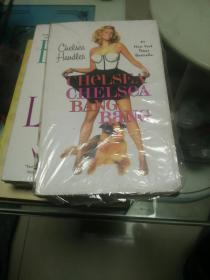 Chelsea
Handler
#1
New York
Times
Bestseller
CHELSEA
CHELSEA
BANG
BANG
L